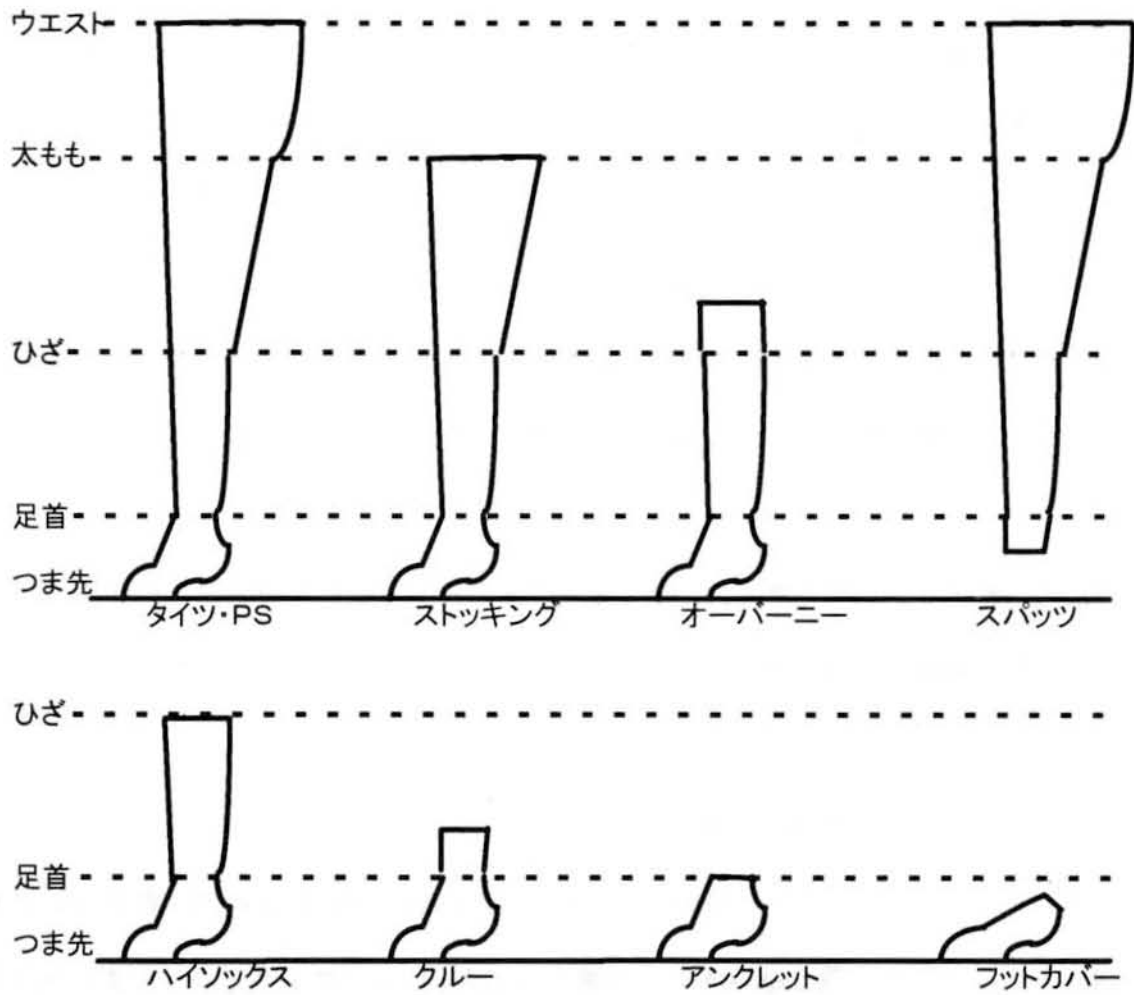 ウエスト
太もも
ひざ
足首
つま先
タイツ・PS ストッキング オーバーニー スパッツ
ひざ
足首
つま先
ハイソックス クルー アンクレット フットカバー